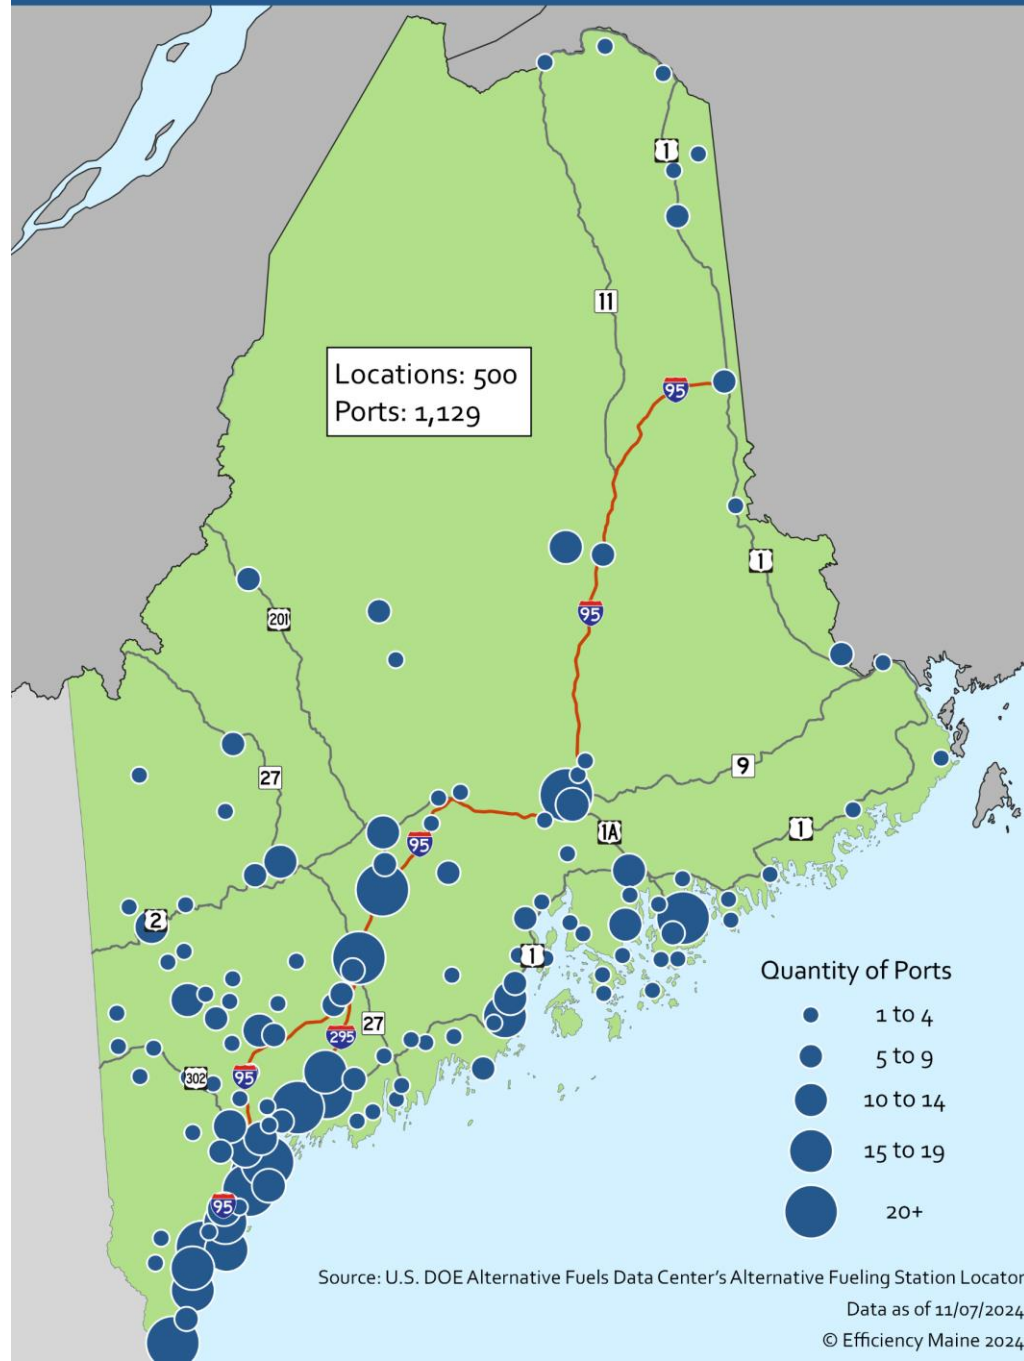 1
11
95
Locations: 500
Ports: 1,129
1
95
201
9
27
1
1A
95
2
1
Quantity of Ports
1 to 4
27
5 to 9
295
302
95
10 to 14
15 to 19
95
20+
Source: U.S. DOE Alternative Fuels Data Center's Alternative Fueling Station Locator
Data as of 11/07/2024
© Efficiency Maine 2024